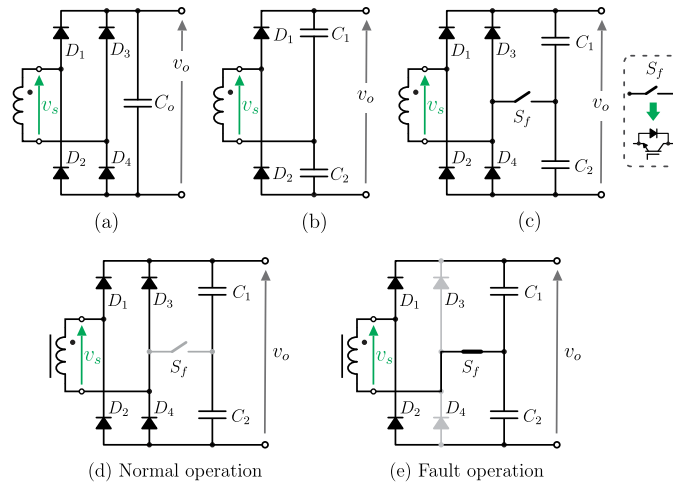 D1 D3
vs Co vo
D2 D4
(a)
D1 C1
vs vo
D2 C2
(b)
D1 D3 C1
vs Sf vo
D2 D4 C2
(c)
Sf
D1 D3 C1
vs Sf vo
D2 D4 C2
(d) Normal operation
D1 D3 C1
vs Sf vo
D2 D4 C2
(e) Fault operation